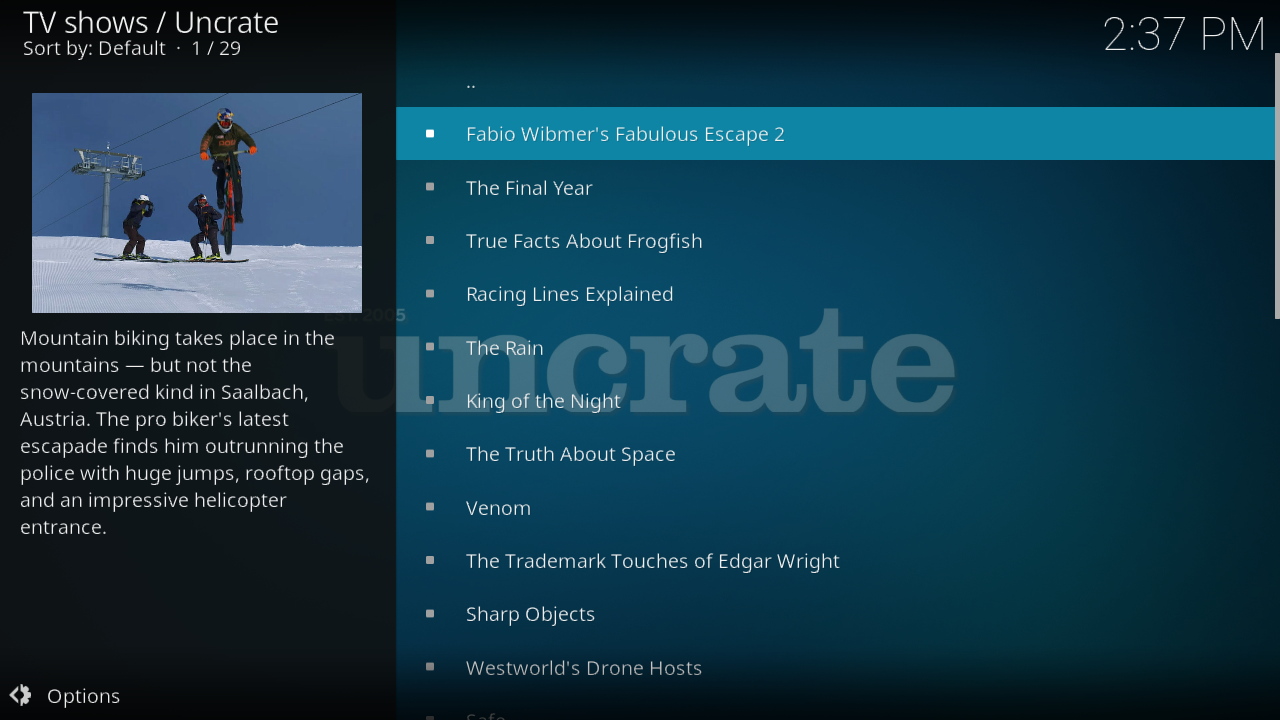 TV shows / Uncrate
Sort by: Default · 1 / 29
2:37 PM
..
Fabio Wibmer's Fabulous Escape 2
The Final Year
True Facts About Frogfish
Racing Lines Explained
The Rain
King of the Night
The Truth About Space
Venom
The Trademark Touches of Edgar Wright
Sharp Objects
Westworld's Drone Hosts
Safe
EST. 2005
uncrate
Mountain biking takes place in the
mountains — but not the
snow-covered kind in Saalbach,
Austria. The pro biker's latest
escapade finds him outrunning the
police with huge jumps, rooftop gaps,
and an impressive helicopter
entrance.
Options